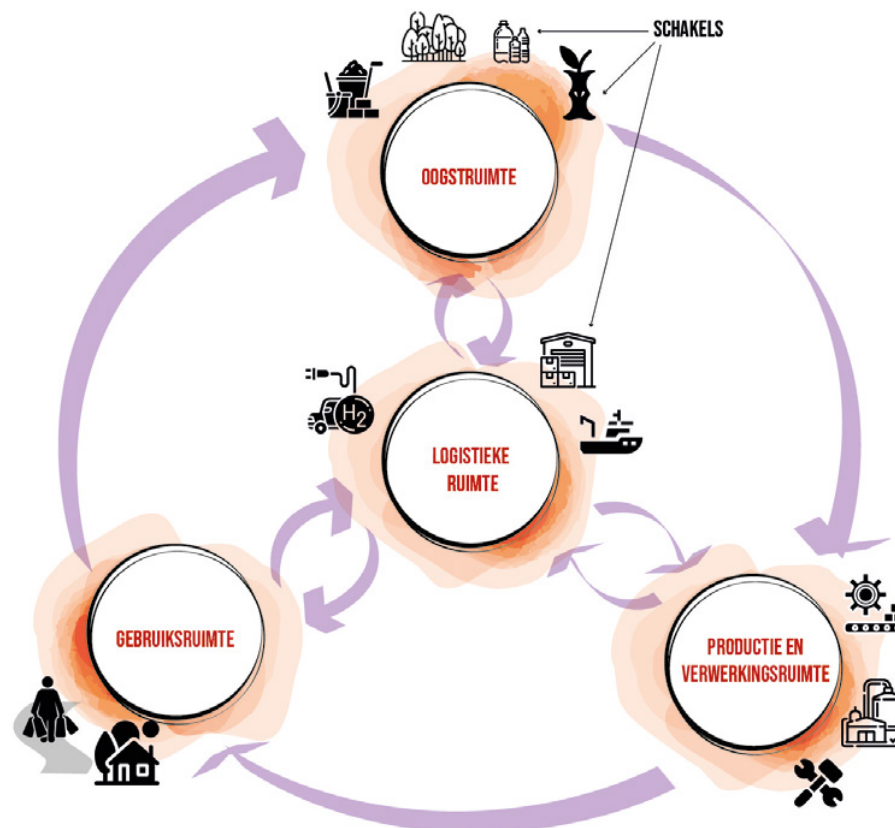 SCHAKELS
OOGSTRUIMTE
H2
LOGISTIEKE
RUIMTE
GEBRUIKSRUIMTE
PRODUCTIE EN
VERWERKINGSRUIMTE